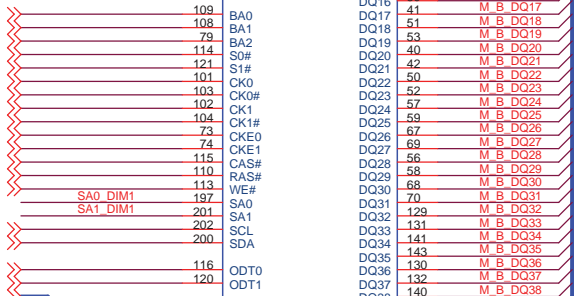 DQ16
109 BA0 DQ17 41 M_B_DQ17
108 BA1 DQ18 51 M_B_DQ18
79 BA2 DQ19 53 M_B_DQ19
114 S0# DQ20 40 M_B_DQ20
121 S1# DQ21 42 M_B_DQ21
101 CK0 DQ22 50 M_B_DQ22
103 CK0# DQ23 52 M_B_DQ23
102 CK1 DQ24 57 M_B_DQ24
104 CK1# DQ25 59 M_B_DQ25
73 CKE0 DQ26 67 M_B_DQ26
74 CKE1 DQ27 69 M_B_DQ27
115 CAS# DQ28 56 M_B_DQ28
110 RAS# DQ29 58 M_B_DQ29
113 WE# DQ30 68 M_B_DQ30
SA0_DIM1 197 SA0 DQ31 70 M_B_DQ31
SA1_DIM1 201 SA1 DQ32 129 M_B_DQ32
202 SCL DQ33 131 M_B_DQ33
200 SDA DQ34 141 M_B_DQ34
DQ35 143 M_B_DQ35
116 ODT0 DQ36 130 M_B_DQ36
120 ODT1 DQ37 132 M_B_DQ37
140 M_B_DQ38